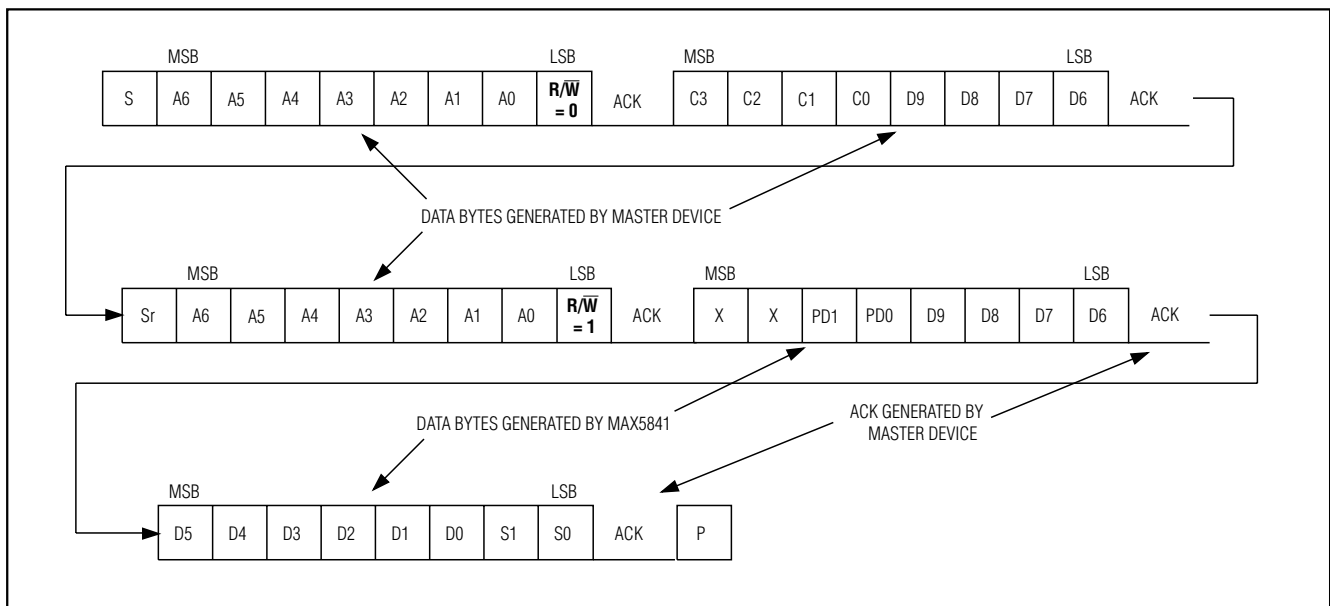 MSB LSB MSB LSB
S A6 A5 A4 A3 A2 A1 A0 R/W̅ = 0 ACK C3 C2 C1 C0 D9 D8 D7 D6 ACK
DATA BYTES GENERATED BY MASTER DEVICE
MSB LSB MSB LSB
Sr A6 A5 A4 A3 A2 A1 A0 R/W̅ = 1 ACK X X PD1 PD0 D9 D8 D7 D6 ACK
DATA BYTES GENERATED BY MAX5841
ACK GENERATED BY
MASTER DEVICE
MSB LSB
D5 D4 D3 D2 D1 D0 S1 S0 ACK P